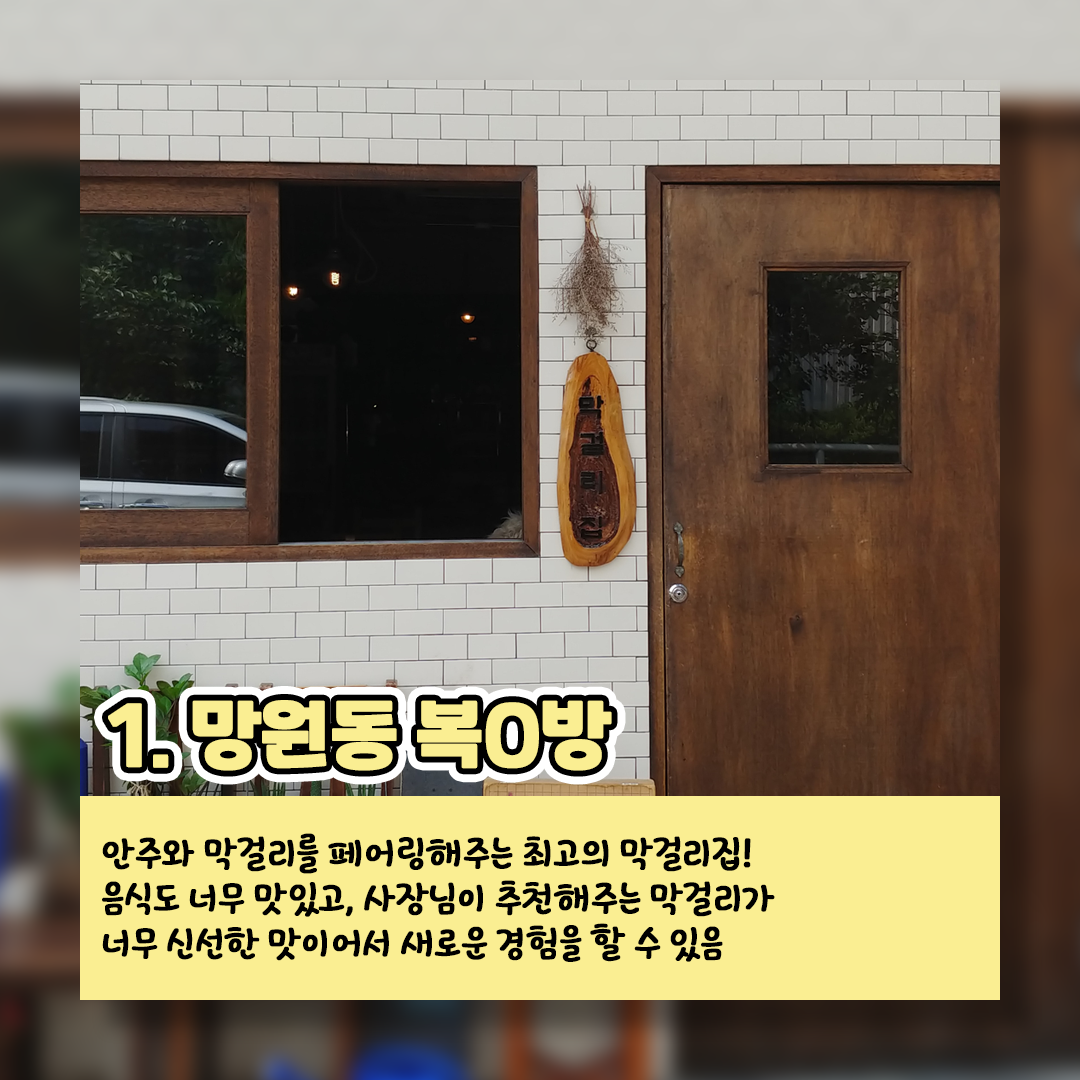 막걸리집
1. 망원동 복0방
안주와 막걸리를 페어링해주는 최고의 막걸리집!
음식도 너무 맛있고, 사장님이 추천해주는 막걸리가
너무 신선한 맛이어서 새로운 경험을 할 수 있음